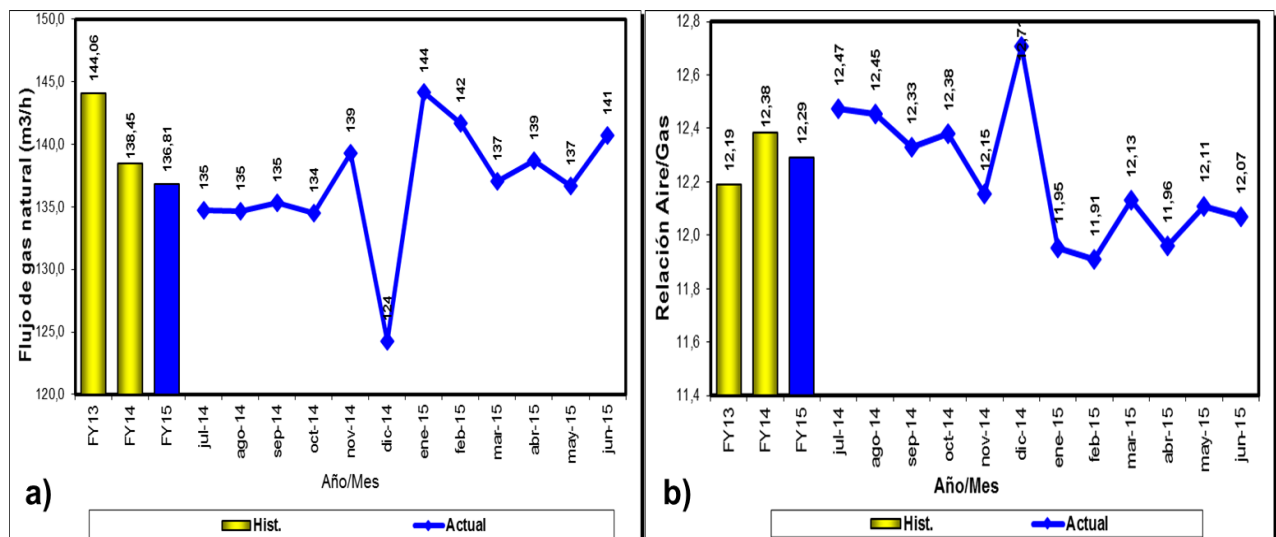 Flujo de gas natural (m3/h)
150,0
145,0
140,0
135,0
130,0
125,0
120,0
144,06
138,45
136,81
135
135
135
134
139
124
144
142
137
139
137
141
FY13
FY14
FY15
jul-14
ago-14
sep-14
oct-14
nov-14
dic-14
ene-15
feb-15
mar-15
abr-15
may-15
jun-15
Año/Mes
a)
Hist.
Actual
Relación Aire/Gas
12,8
12,6
12,4
12,2
12,0
11,8
11,6
11,4
12,19
12,38
12,29
12,47
12,45
12,33
12,38
12,15
12,71
11,95
11,91
12,13
11,96
12,11
12,07
FY13
FY14
FY15
jul-14
ago-14
sep-14
oct-14
nov-14
dic-14
ene-15
feb-15
mar-15
abr-15
may-15
jun-15
Año/Mes
b)
Hist.
Actual